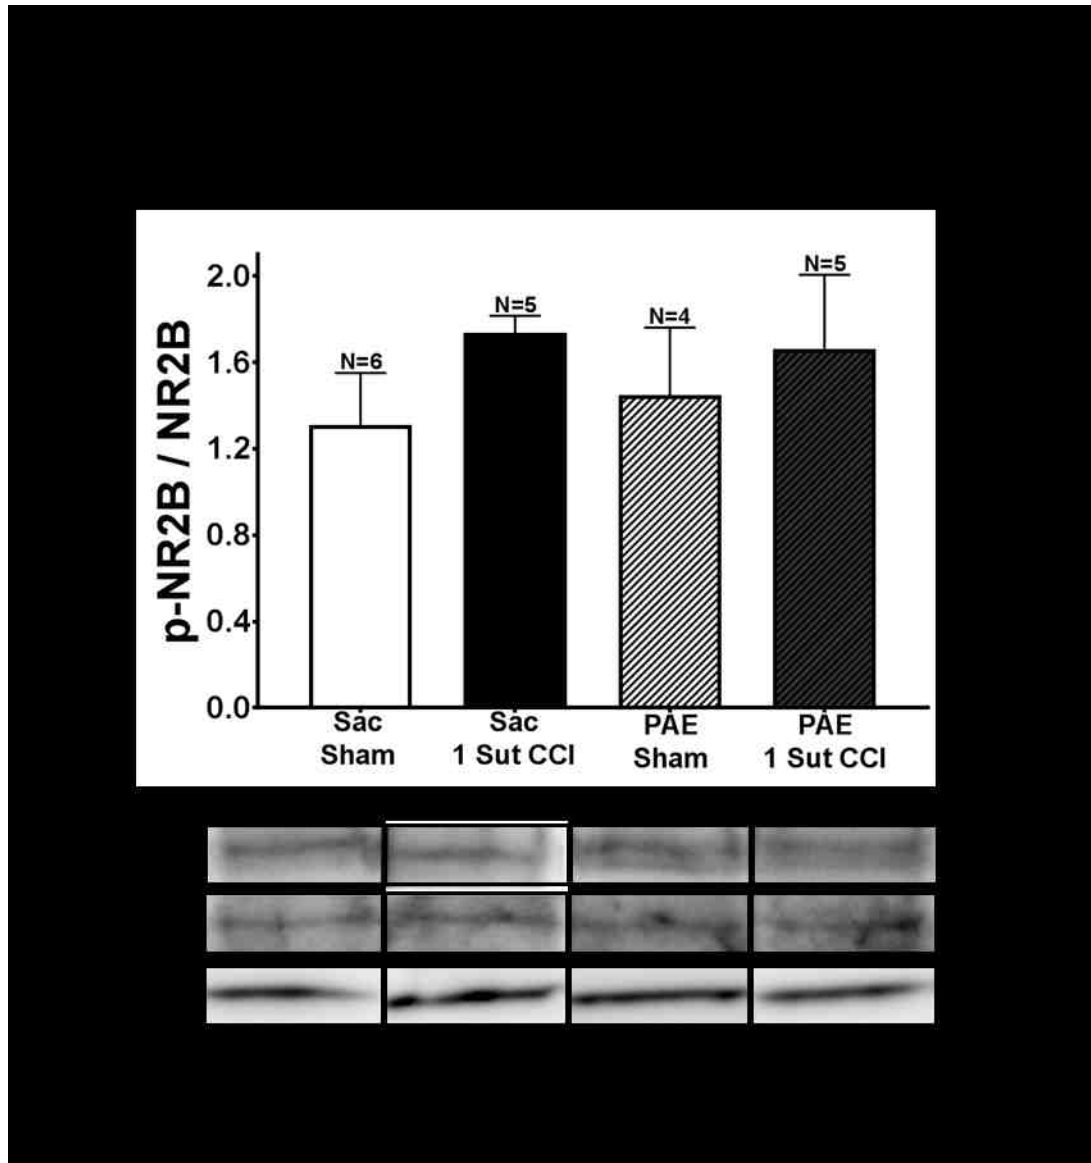 p-NR2B / NR2B
2.0
1.6
1.2
0.8
0.4
0.0
N=6
N=5
N=4
N=5
Sac
Sham
Sac
1 Sut CCI
PAE
Sham
PAE
1 Sut CCI